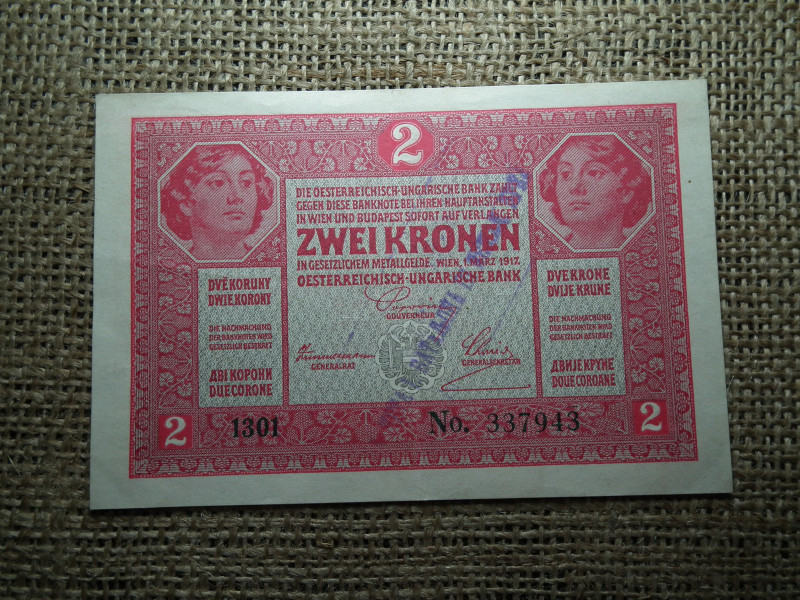 2
DIE OESTERREICHISCH-UNGARISCHE BANK ZAHLT
GEGEN DIESE BANKNOTE BEI IHREN HAUPTANSTALTEN
IN WIEN UND BUDAPEST SOFORT AUF VERLANGEN
ZWEI KRONEN
IN GESETZLICHEM METALLGELDE. WIEN, 1. MÄRZ 1917.
OESTERREICHISCH-UNGARISCHE BANK
GOUVERNEUR
GENERALRAT
GENERALSEKRETÄR
DVĚ KORUNY
DWIE KORONY
DIE NACHMACHUNG
DER BANKNOTEN WIRD
GESETZLICH BESTRAFT
ДВІ КОРОНИ
DUE CORONE
DVE KRONE
DVIJE KRUNE
DIE NACHMACHUNG
DER BANKNOTEN WIRD
GESETZLICH BESTRAFT
ДВИЈЕ КРУНЕ
DOUE COROANE
2
1301
No. 337943
2